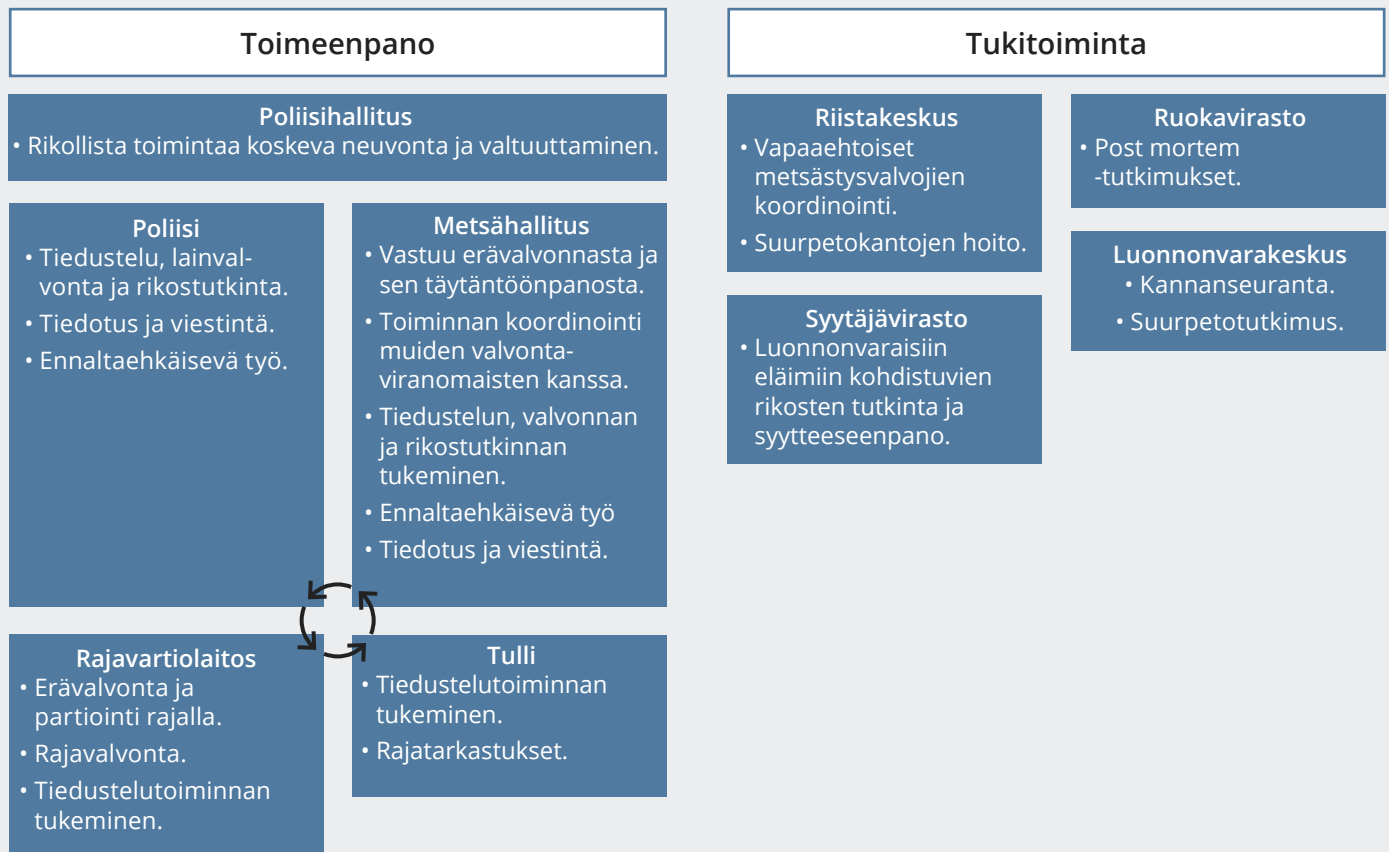 Toimeenpano
Poliisihallitus
• Rikollista toimintaa koskeva neuvonta ja valtuuttaminen.
Poliisi
• Tiedustelu, lainval-
vonta ja rikostutkinta.
• Tiedotus ja viestintä.
• Ennaltaehkäisevä työ.
Metsähallitus
• Vastuu erävalvonnasta ja
sen täytäntöönpanosta.
• Toiminnan koordinointi
muiden valvonta-
viranomaisten kanssa.
• Tiedustelun, valvonnan
ja rikostutkinnan
tukeminen.
• Ennaltaehkäisevä työ
• Tiedotus ja viestintä.
Rajavartiolaitos
• Erävalvonta ja
partiointi rajalla.
• Rajavalvonta.
• Tiedustelutoiminnan
tukeminen.
Tulli
• Tiedustelutoiminnan
tukeminen.
• Rajatarkastukset.
Tukitoiminta
Riistakeskus
• Vapaaehtoiset
metsästysvalvojien
koordinointi.
• Suurpetokantojen hoito.
Syytäjävirasto
• Luonnonvaraisiin
eläimiin kohdistuvien
rikosten tutkinta ja
syytteeseenpano.
Ruokavirasto
• Post mortem
-tutkimukset.
Luonnonvarakeskus
• Kannanseuranta.
• Suurpetotutkimus.